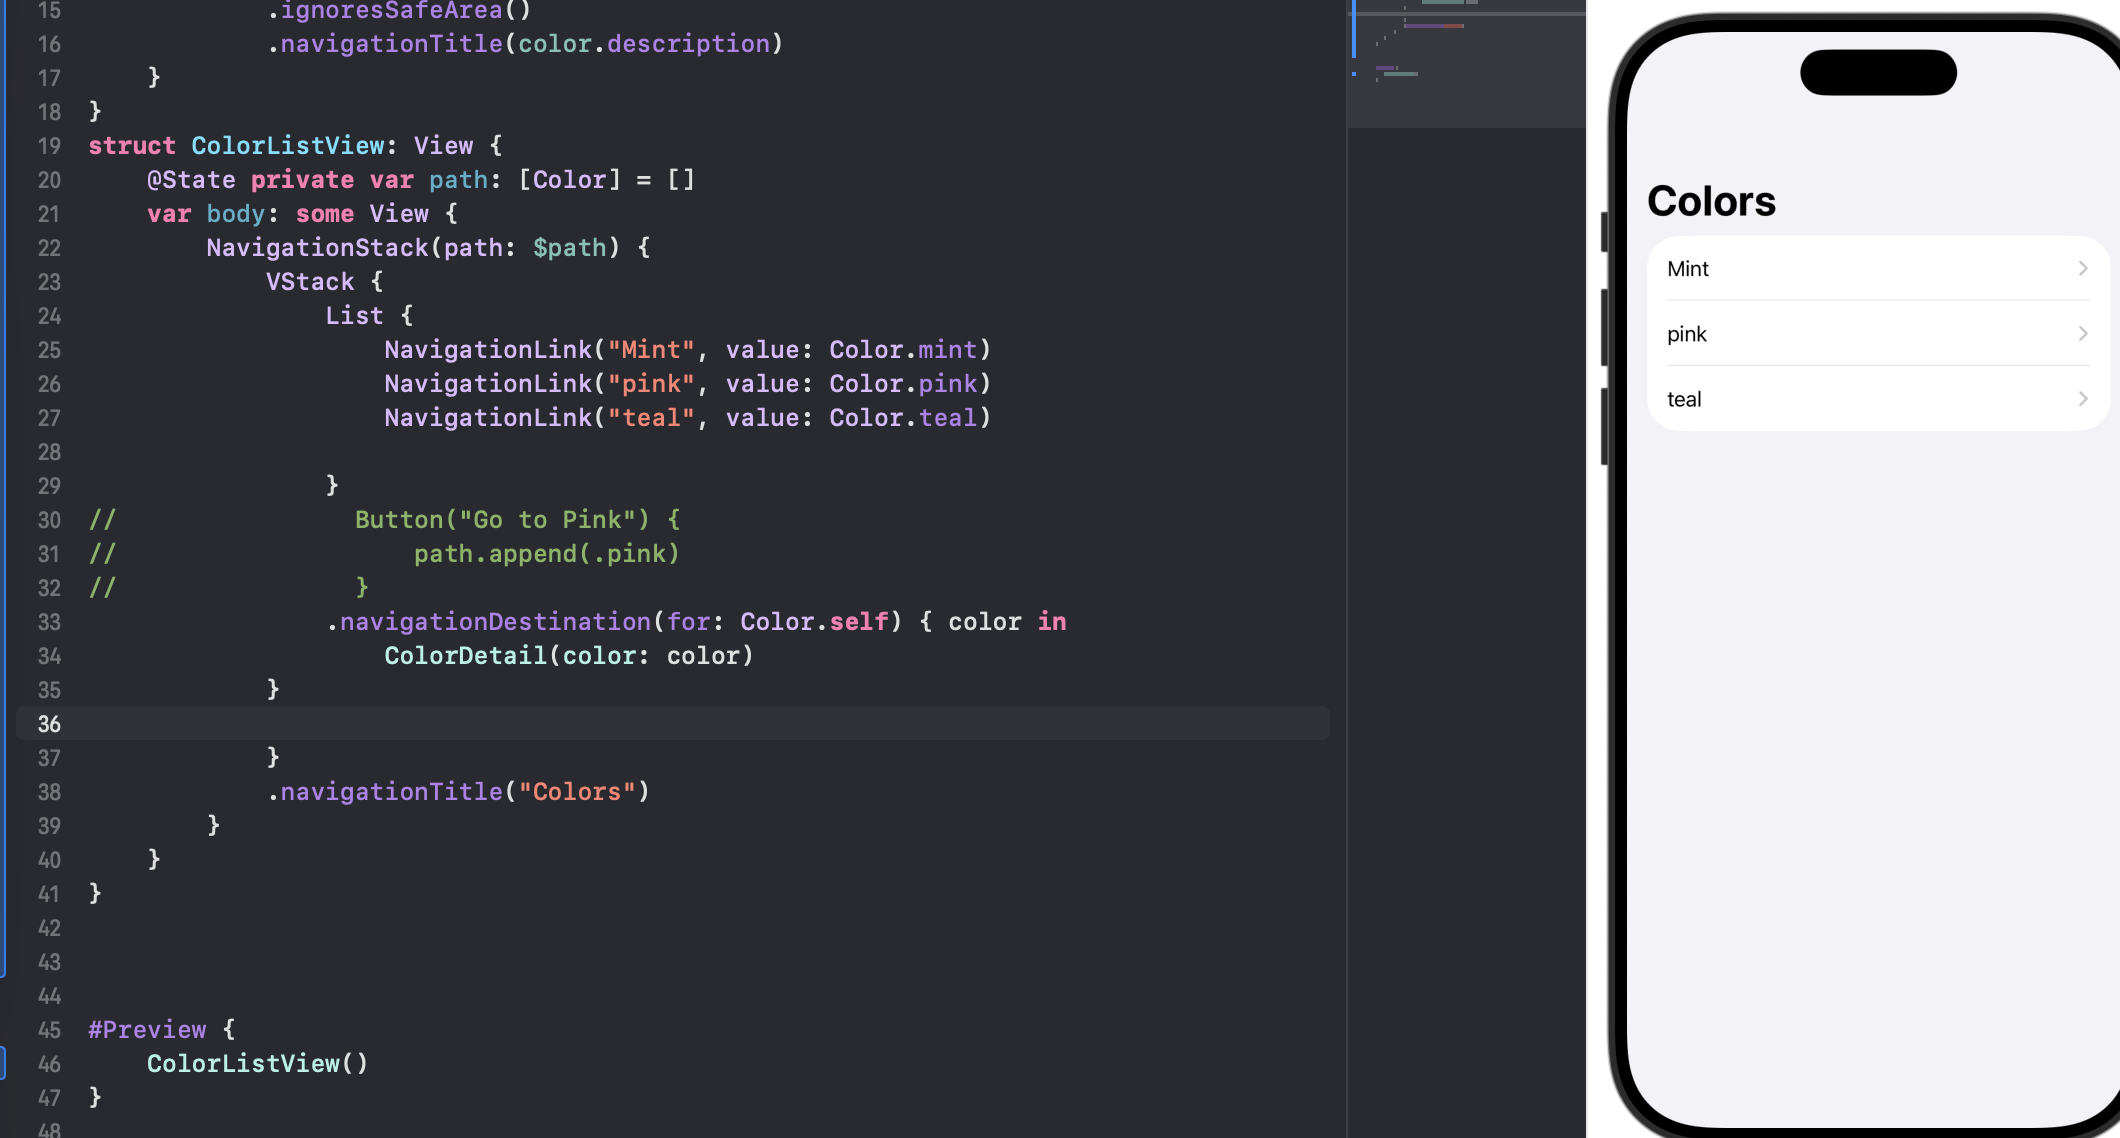 15 .ignoresSafeArea()
16 .navigationTitle(color.description)
17 }
18 }
19 struct ColorListView: View {
20 @State private var path: [Color] = []
21 var body: some View {
22 NavigationStack(path: $path) {
23 VStack {
24 List {
25 NavigationLink("Mint", value: Color.mint)
26 NavigationLink("pink", value: Color.pink)
27 NavigationLink("teal", value: Color.teal)
28
29 }
30 // Button("Go to Pink") {
31 // path.append(.pink)
32 // }
33 .navigationDestination(for: Color.self) { color in
34 ColorDetail(color: color)
35 }
36
37 }
38 .navigationTitle("Colors")
39 }
40 }
41 }
42
43
44
45 #Preview {
46 ColorListView()
47 }
48
Colors
Mint
pink
teal